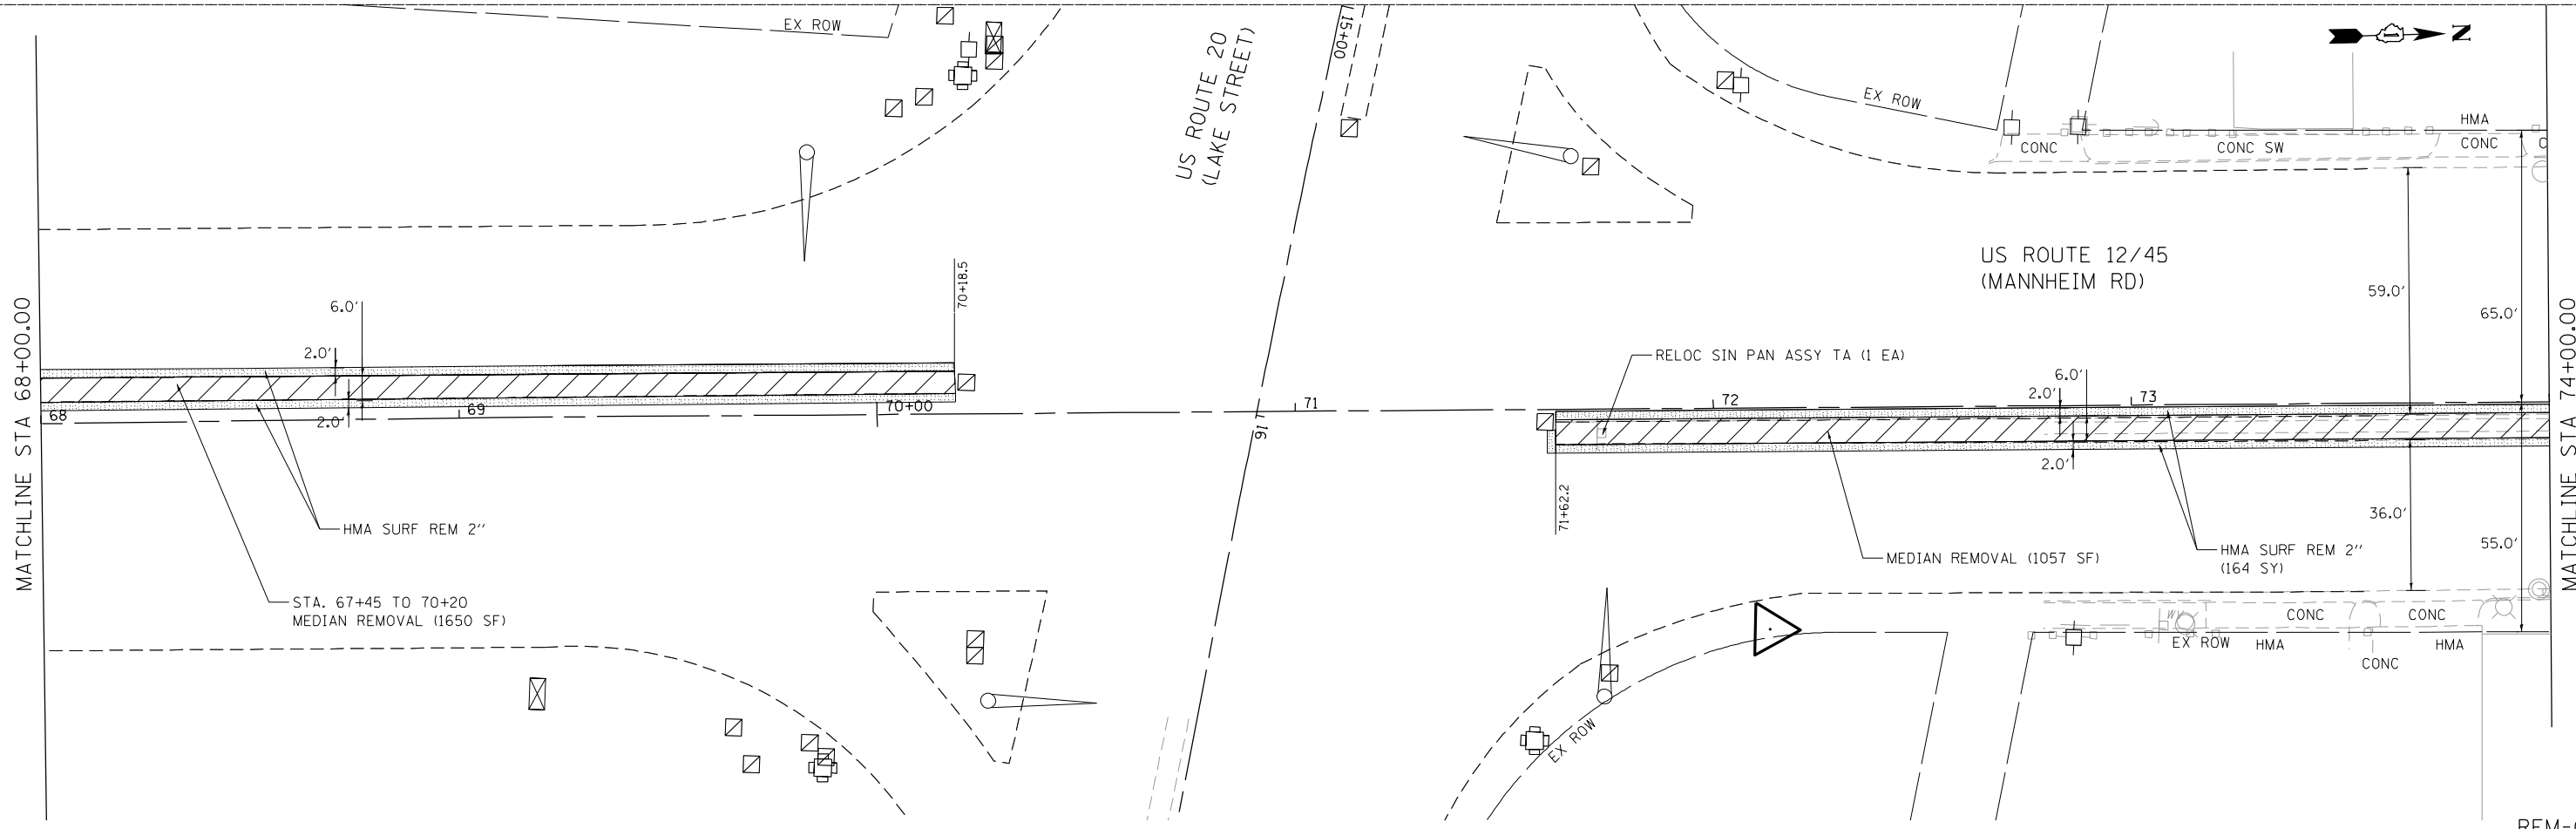 EX ROW
US ROUTE 20
(LAKE STREET)
15+00
EX ROW
N
HMA
CONC
CONC SW
CONC
US ROUTE 12/45
(MANNHEIM RD)
59.0'
65.0'
MATCHLINE STA 68+00.00
6.0'
2.0'
2.0'
70+18.5
68
69
70+00
71
16
RELOC SIN PAN ASSY TA (1 EA)
72
2.0'
6.0'
73
2.0'
71+62.2
MATCHLINE STA 74+00.00
HMA SURF REM 2''
STA. 67+45 TO 70+20
MEDIAN REMOVAL (1650 SF)
MEDIAN REMOVAL (1057 SF)
HMA SURF REM 2''
(164 SY)
36.0'
55.0'
WV
CONC
CONC
EX ROW
HMA
HMA
CONC
EX ROW